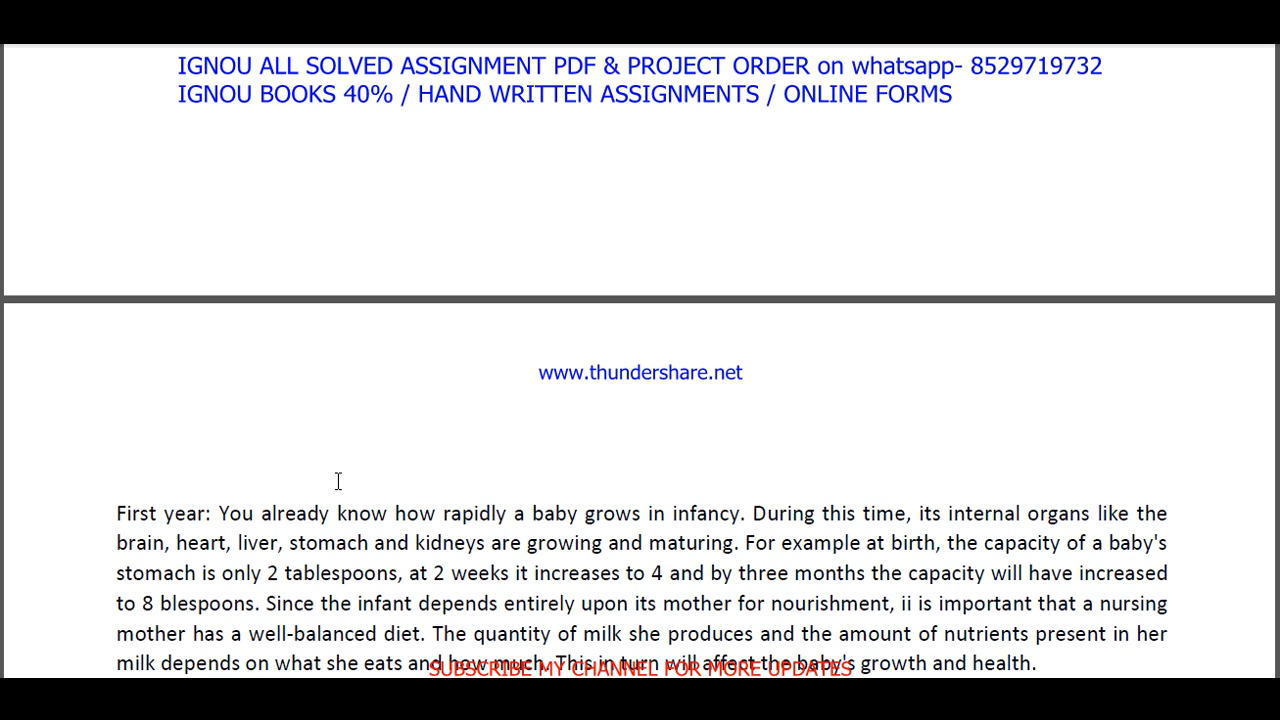 IGNOU ALL SOLVED ASSIGNMENT PDF & PROJECT ORDER on whatsapp- 8529719732
IGNOU BOOKS 40% / HAND WRITTEN ASSIGNMENTS / ONLINE FORMS
www.thundershare.net
First year: You already know how rapidly a baby grows in infancy. During this time, its internal organs like the
brain, heart, liver, stomach and kidneys are growing and maturing. For example at birth, the capacity of a baby's
stomach is only 2 tablespoons, at 2 weeks it increases to 4 and by three months the capacity will have increased
to 8 blespoons. Since the infant depends entirely upon its mother for nourishment, ii is important that a nursing
mother has a well-balanced diet. The quantity of milk she produces and the amount of nutrients present in her
milk depends on what she eats and how much. This in turn will affect the baby's growth and health.
SUBSCRIBE MY CHANNEL FOR MORE UPDATES